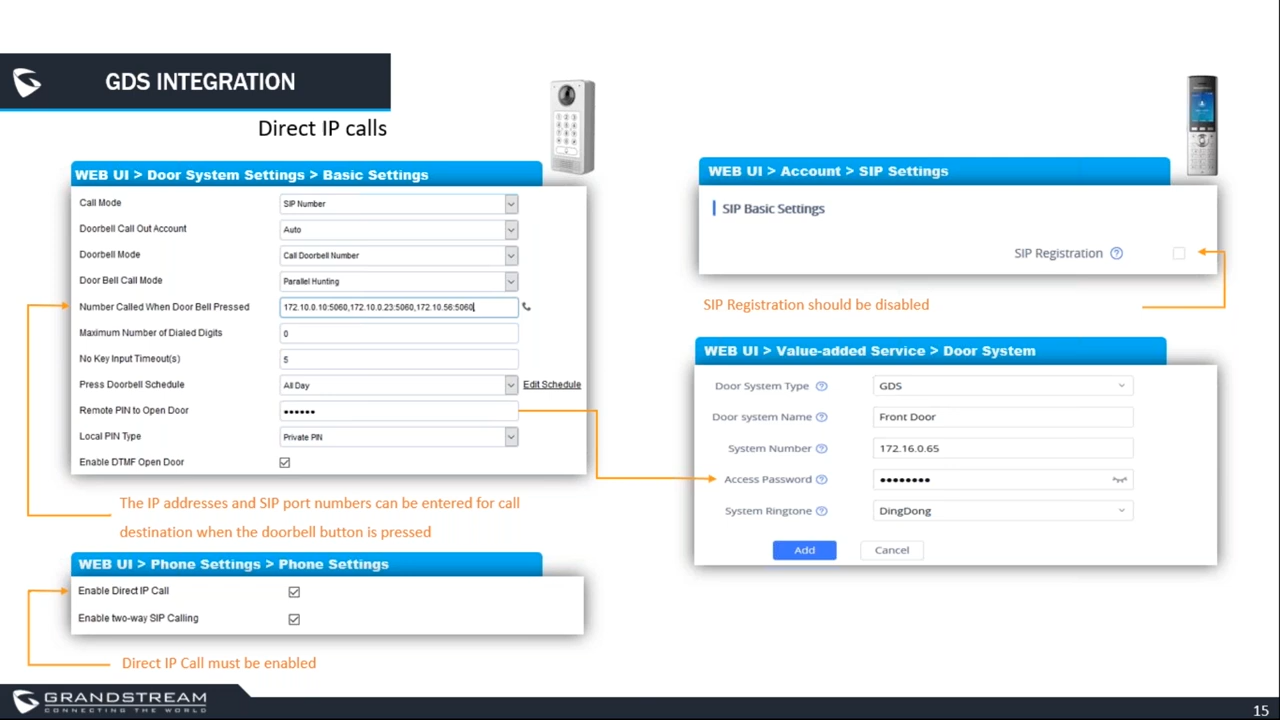 GDS INTEGRATION
Direct IP calls
WEB UI > Door System Settings > Basic Settings
Call Mode SIP Number
Doorbell Call Out Account Auto
Doorbell Mode Call Doorbell Number
Door Bell Call Mode Parallel Hunting
Number Called When Door Bell Pressed 172.10.0.10:5060,172.10.0.23:5060,172.10.56:5060
Maximum Number of Dialed Digits 0
No Key Input Timeout(s) 5
Press Doorbell Schedule All Day Edit Schedule
Remote PIN to Open Door ••••••
Local PIN Type Private PIN
Enable DTMF Open Door
The IP addresses and SIP port numbers can be entered for call
destination when the doorbell button is pressed
WEB UI > Phone Settings > Phone Settings
Enable Direct IP Call
Enable two-way SIP Calling
Direct IP Call must be enabled
WEB UI > Account > SIP Settings
SIP Basic Settings
SIP Registration
SIP Registration should be disabled
WEB UI > Value-added Service > Door System
Door System Type GDS
Door system Name Front Door
System Number 172.16.0.65
Access Password ••••••••
System Ringtone DingDong
Add Cancel
GRANDSTREAM
CONNECTING THE WORLD
15